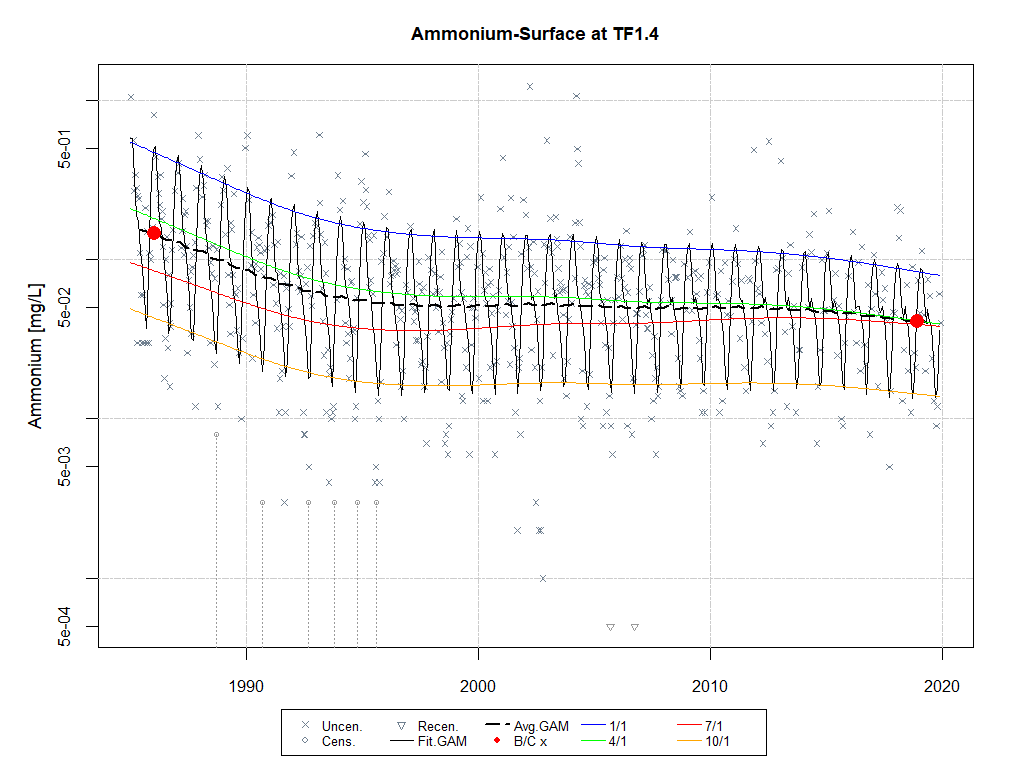 Ammonium-Surface at TF1.4
Ammonium [mg/L]
5e-01
5e-02
5e-03
5e-04
1990 2000 2010 2020
Uncen. Recen. Avg.GAM 1/1 7/1
Cens. Fit.GAM B/C x 4/1 10/1